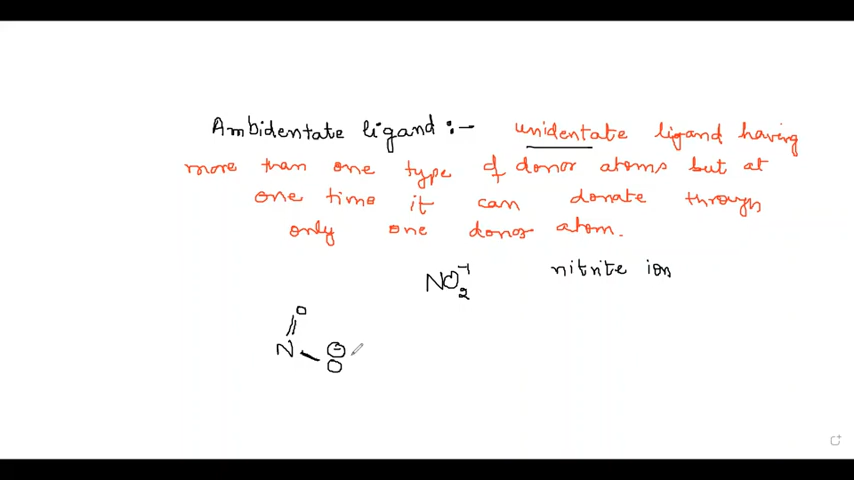 Ambidentate ligand :- unidentate ligand having
more than one type of donor atoms but at
one time it can donate through
only one donor atom.
NO₂⁻¹ nitrite ion
O
N
⊖
O